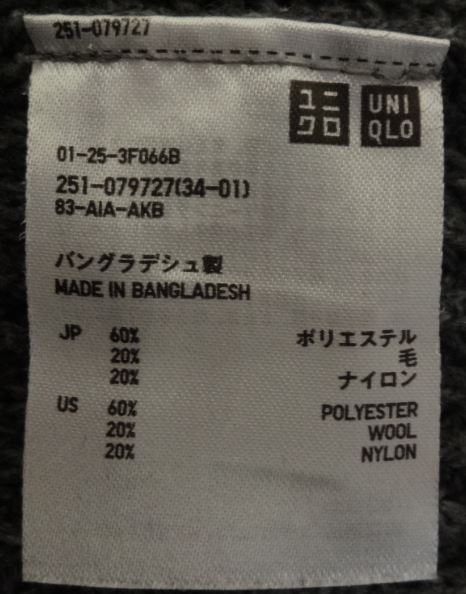 251-079727
ユニ UNI
クロ QLO
01-25-3F066B
251-079727(34-01)
83-AIA-AKB
バングラデシュ製
MADE IN BANGLADESH
JP 60% ポリエステル
20% 毛
20% ナイロン
US 60% POLYESTER
20% WOOL
20% NYLON